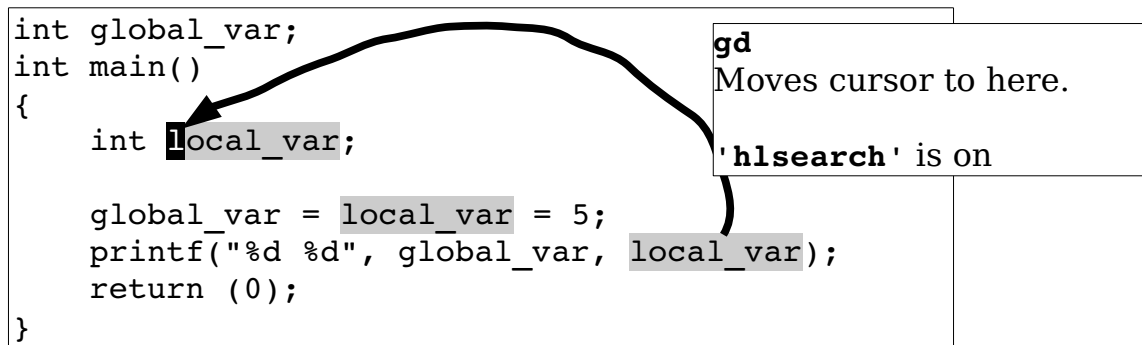 int global_var;
int main()
{
    int local_var;
    global_var = local_var = 5;
    printf("%d %d", global_var, local_var);
    return (0);
}
gd
Moves cursor to here.
'hlsearch' is on